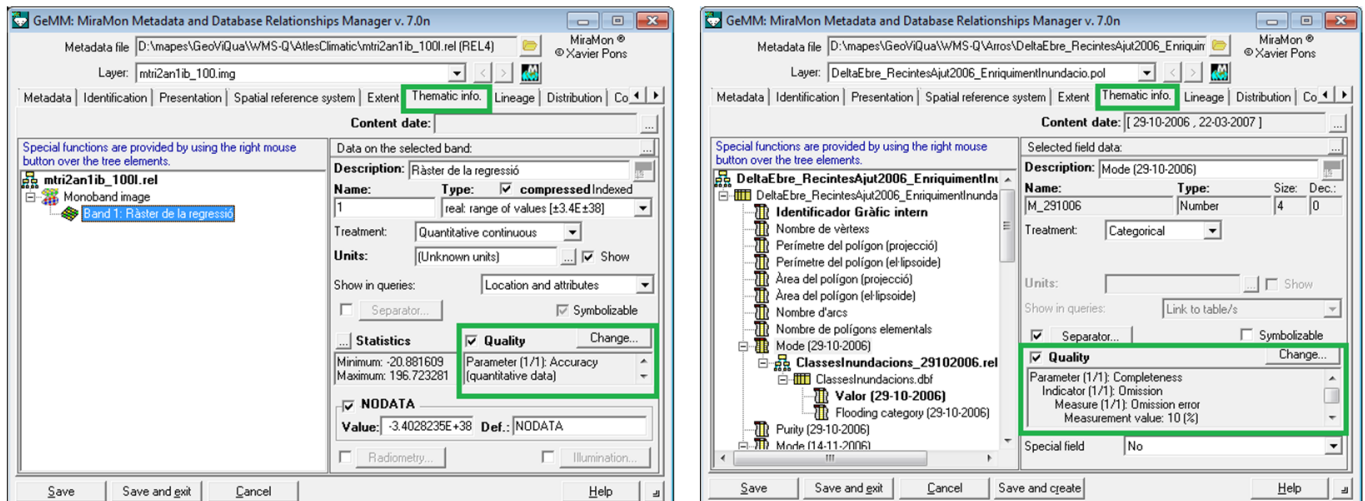 GeMM: MiraMon Metadata and Database Relationships Manager v. 7.0n
Metadata file D:\mapes\GeoViQua\WMS-Q\AtlesClimatic\mtri2an1ib_100I.rel (REL4)
MiraMon ®
© Xavier Pons
Layer: mtri2an1ib_100.img
Metadata Identification Presentation Spatial reference system Extent Thematic info. Lineage Distribution Co
Content date: ...
Special functions are provided by using the right mouse
button over the tree elements.
mtri2an1ib_100I.rel
Monoband image
Band 1: Ràster de la regressió
Data on the selected band: ...
Description: Ràster de la regressió
Name: Type: compressed Indexed
1 real: range of values [±3.4E±38]
Treatment: Quantitative continuous
Units: (Unknown units) ... Show
Show in queries: Location and attributes
Separator... Symbolizable
... Statistics
Minimum: -20.881609
Maximum: 196.723281
Quality Change...
Parameter (1/1): Accuracy
(quantitative data)
NODATA
Value: -3.4028235E+38 Def.: NODATA
Radiometry... Illumination...
Save Save and exit Cancel Help
GeMM: MiraMon Metadata and Database Relationships Manager v. 7.0n
Metadata file D:\mapes\GeoViQua\WMS-Q\Arros\DeltaEbre_RecintesAjut2006_Enriquim
MiraMon ®
© Xavier Pons
Layer: DeltaEbre_RecintesAjut2006_EnriquimentInundacio.pol
Metadata Identification Presentation Spatial reference system Extent Thematic info. Lineage Distribution Co
Content date: [ 29-10-2006 , 22-03-2007 ] ...
Special functions are provided by using the right mouse
button over the tree elements.
DeltaEbre_RecintesAjut2006_EnriquimentInu
DeltaEbre_RecintesAjut2006_EnriquimentInunda
Identificador Gràfic intern
Nombre de vèrtexs
Perímetre del polígon (projecció)
Perímetre del polígon (el·lipsoide)
Àrea del polígon (projecció)
Àrea del polígon (el·lipsoide)
Nombre d'arcs
Nombre de polígons elementals
Mode (29-10-2006)
ClassesInundacions_29102006.rel
ClassesInundacions.dbf
Valor (29-10-2006)
Flooding category (29-10-2006)
Purity (29-10-2006)
Mode (14-11-2006)
Selected field data: ...
Description: Mode (29-10-2006)
Name: Type: Size: Dec.:
M_291006 Number 4 0
Treatment: Categorical
Units: ... Show
Show in queries: Link to table/s
Separator... Symbolizable
Quality Change...
Parameter (1/1): Completeness
Indicator (1/1): Omission
Measure (1/1): Omission error
Measurement value: 10 (%)
Special field No
Save Save and exit Cancel Save and create Help